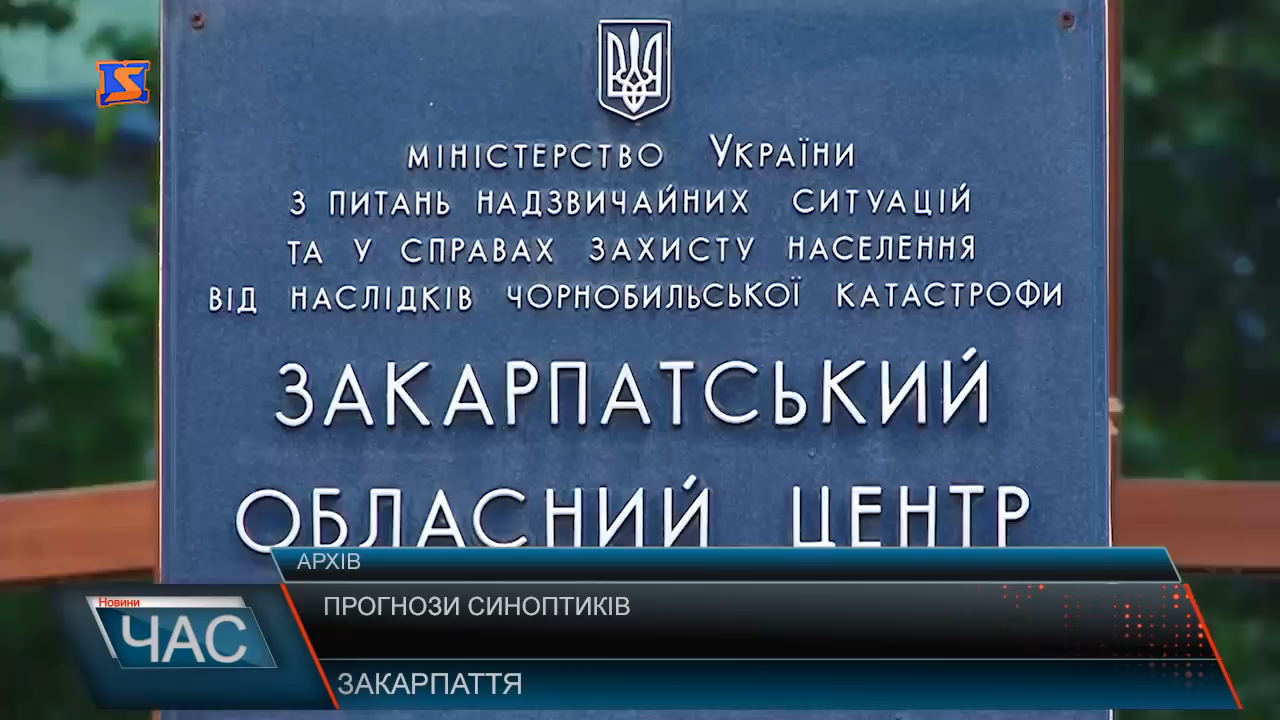 МІНІСТЕРСТВО УКРАЇНИ
З ПИТАНЬ НАДЗВИЧАЙНИХ СИТУАЦІЙ
ТА У СПРАВАХ ЗАХИСТУ НАСЕЛЕННЯ
ВІД НАСЛІДКІВ ЧОРНОБИЛЬСЬКОЇ КАТАСТРОФИ
ЗАКАРПАТСЬКИЙ
ОБЛАСНИЙ ЦЕНТР
АРХІВ
Новини
ЧАС
ПРОГНОЗИ СИНОПТИКІВ
ЗАКАРПАТТЯ